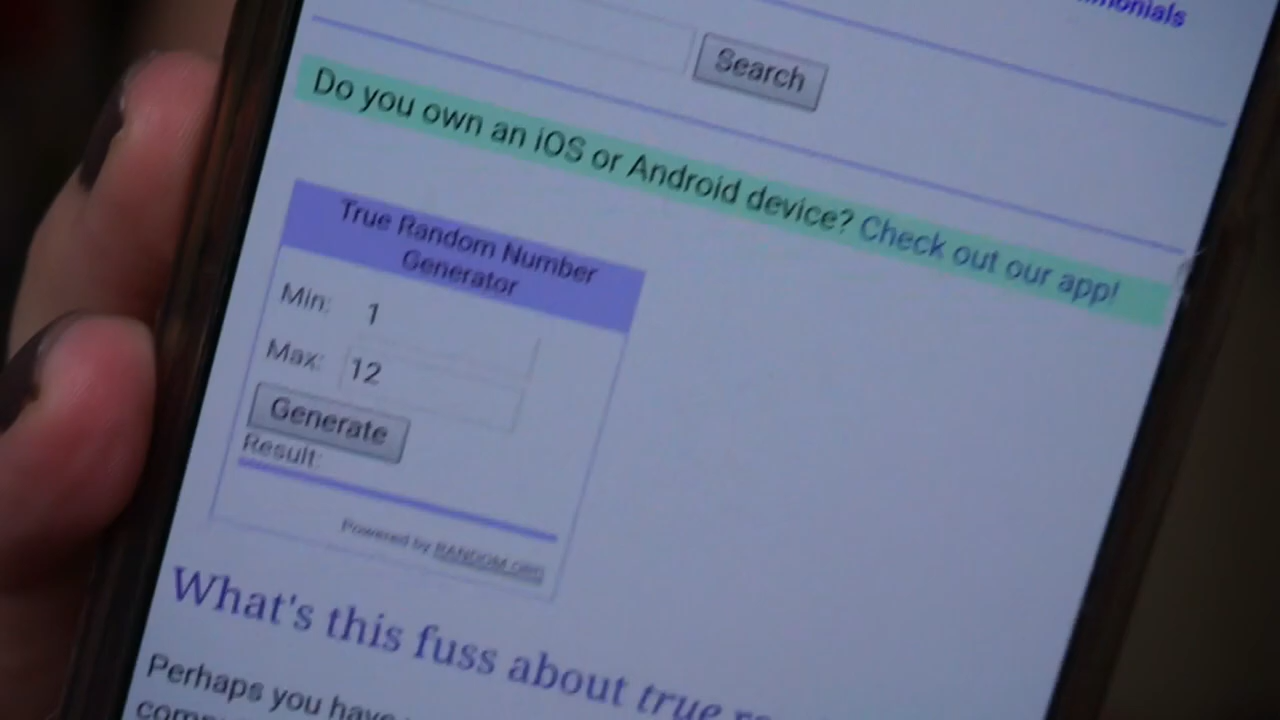 Search
Do you own an iOS or Android device? Check out our app!
True Random Number
Generator
Min: 1
Max: 12
Generate
Result:
Powered by RANDOM.ORG
What's this fuss about true
Perhaps you have